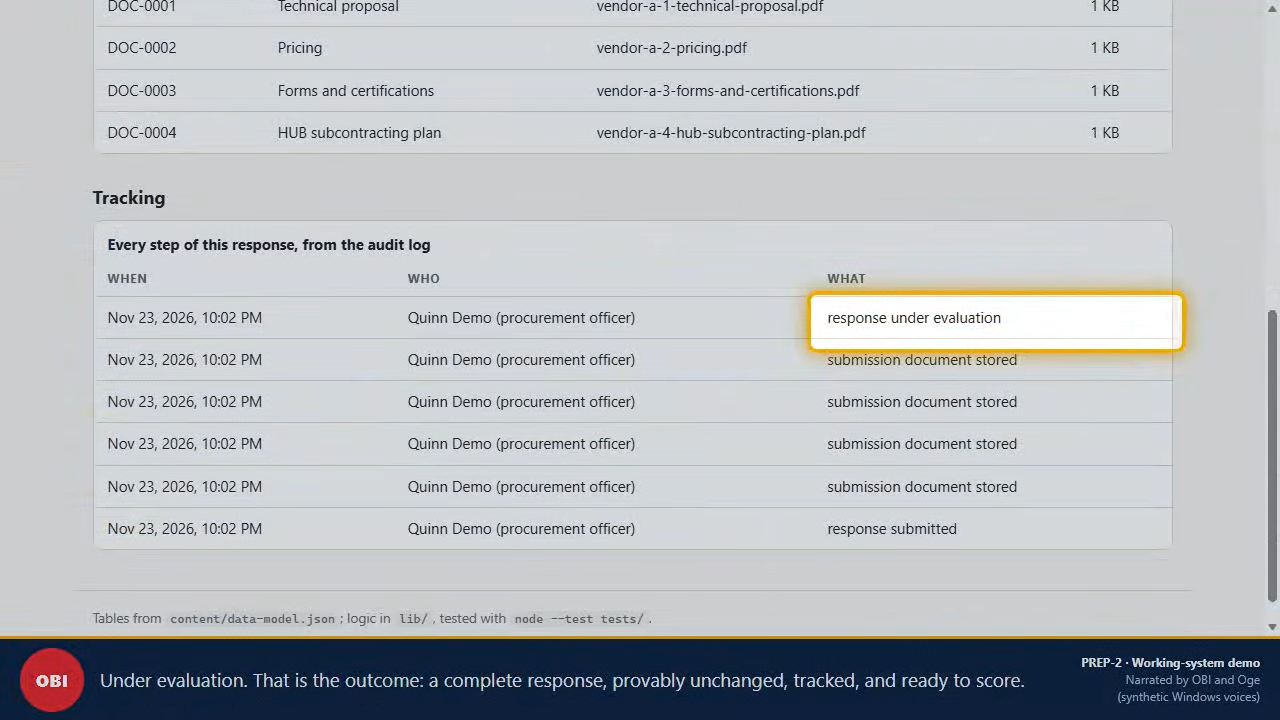 DOC-0001 Technical proposal vendor-a-1-technical-proposal.pdf 1 KB
DOC-0002 Pricing vendor-a-2-pricing.pdf 1 KB
DOC-0003 Forms and certifications vendor-a-3-forms-and-certifications.pdf 1 KB
DOC-0004 HUB subcontracting plan vendor-a-4-hub-subcontracting-plan.pdf 1 KB
Tracking
Every step of this response, from the audit log
WHEN WHO WHAT
Nov 23, 2026, 10:02 PM Quinn Demo (procurement officer) response under evaluation
Nov 23, 2026, 10:02 PM Quinn Demo (procurement officer) submission document stored
Nov 23, 2026, 10:02 PM Quinn Demo (procurement officer) submission document stored
Nov 23, 2026, 10:02 PM Quinn Demo (procurement officer) submission document stored
Nov 23, 2026, 10:02 PM Quinn Demo (procurement officer) submission document stored
Nov 23, 2026, 10:02 PM Quinn Demo (procurement officer) response submitted
Tables from content/data-model.json ; logic in lib/ , tested with node --test tests/ .
OBI
Under evaluation. That is the outcome: a complete response, provably unchanged, tracked, and ready to score.
PREP-2 · Working-system demo
Narrated by OBI and Oge
(synthetic Windows voices)